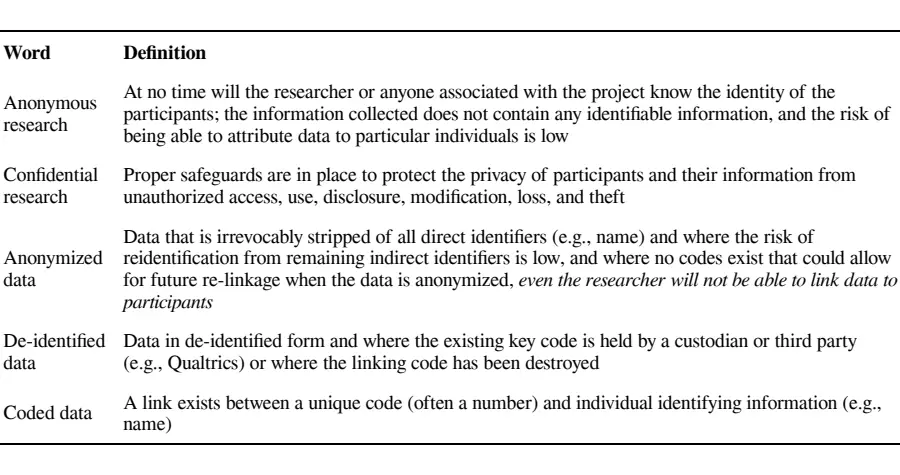 Word Definition
Anonymous research At no time will the researcher or anyone associated with the project know the identity of the
participants; the information collected does not contain any identifiable information, and the risk of
being able to attribute data to particular individuals is low
Confidential research Proper safeguards are in place to protect the privacy of participants and their information from
unauthorized access, use, disclosure, modification, loss, and theft
Anonymized data Data that is irrevocably stripped of all direct identifiers (e.g., name) and where the risk of
reidentification from remaining indirect identifiers is low, and where no codes exist that could allow
for future re-linkage when the data is anonymized, even the researcher will not be able to link data to
participants
De-identified data Data in de-identified form and where the existing key code is held by a custodian or third party
(e.g., Qualtrics) or where the linking code has been destroyed
Coded data A link exists between a unique code (often a number) and individual identifying information (e.g.,
name)